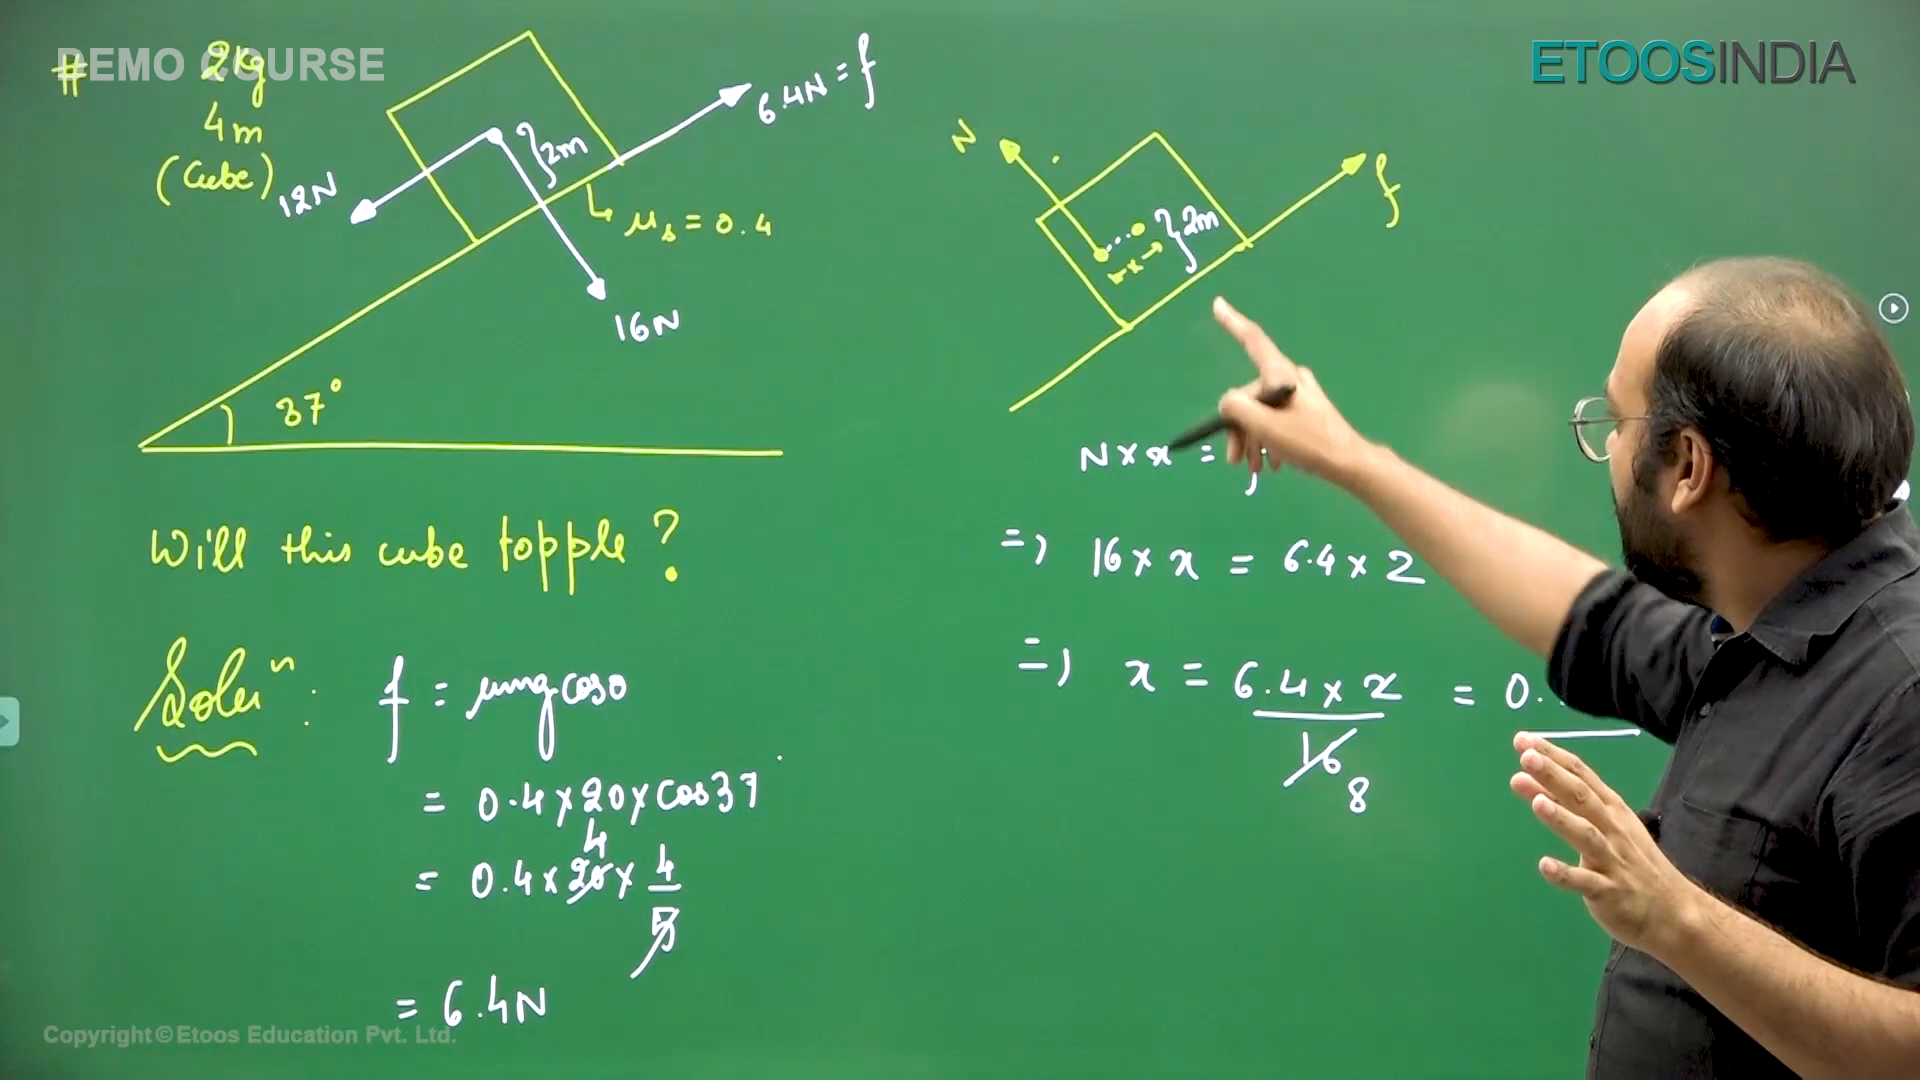 DEMO COURSE
ETOOSINDIA
# 2kg
4m
(Cube)
12N
}2m
6.4N = f
μs = 0.4
16N
37°
Will this cube topple?
Soluⁿ:
f = μmg cosθ
= 0.4 × 20 × cos37
4
= 0.4 × 20 × 4/5
= 6.4N
N
f
}2m
x
N × x =
=) 16 × x = 6.4 × 2
=) x = 6.4 × 2 / 16 = 0.
8
Copyright © Etoos Education Pvt. Ltd.